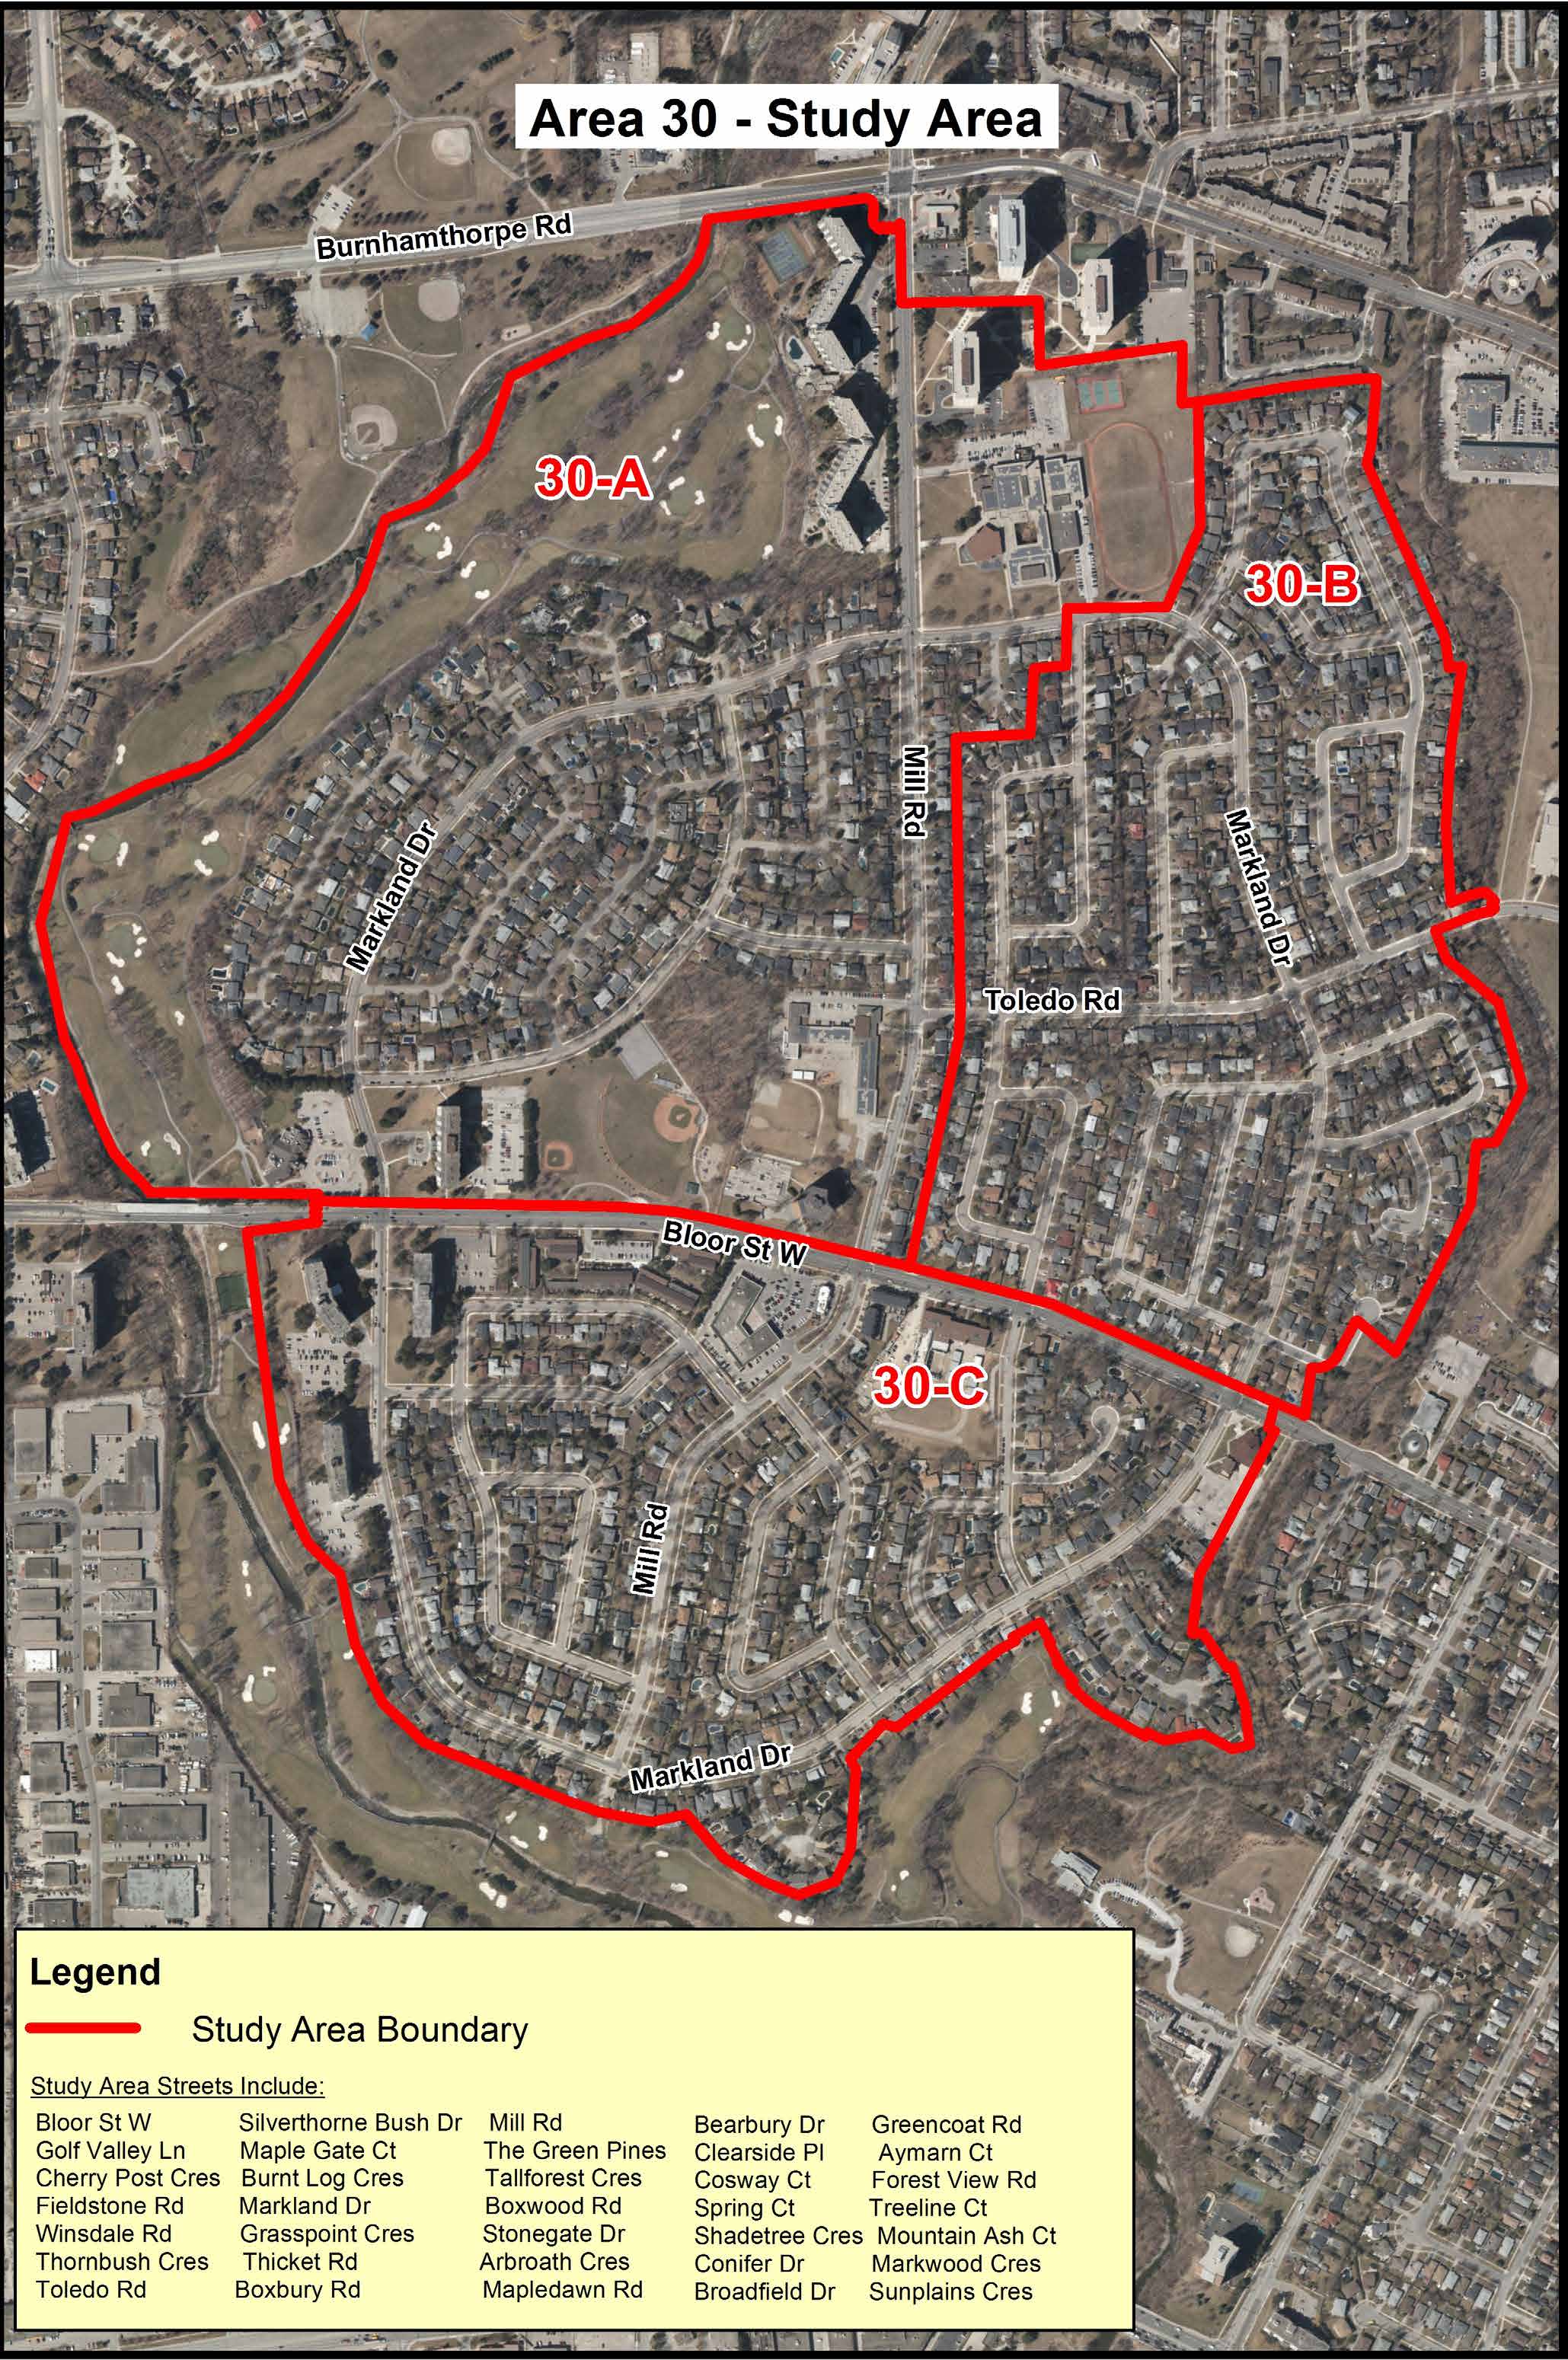 Area 30 - Study Area
Burnhamthorpe Rd
30-A
30-B
Mill Rd
Markland Dr
Markland Dr
Toledo Rd
Bloor St W
30-C
Mill Rd
Markland Dr
Legend
Study Area Boundary
Study Area Streets Include:
Bloor St W Silverthorne Bush Dr Mill Rd Bearbury Dr Greencoat Rd
Golf Valley Ln Maple Gate Ct The Green Pines Clearside Pl Aymarn Ct
Cherry Post Cres Burnt Log Cres Tallforest Cres Cosway Ct Forest View Rd
Fieldstone Rd Markland Dr Boxwood Rd Spring Ct Treeline Ct
Winsdale Rd Grasspoint Cres Stonegate Dr Shadetree Cres Mountain Ash Ct
Thornbush Cres Thicket Rd Arbroath Cres Conifer Dr Markwood Cres
Toledo Rd Boxbury Rd Mapledawn Rd Broadfield Dr Sunplains Cres